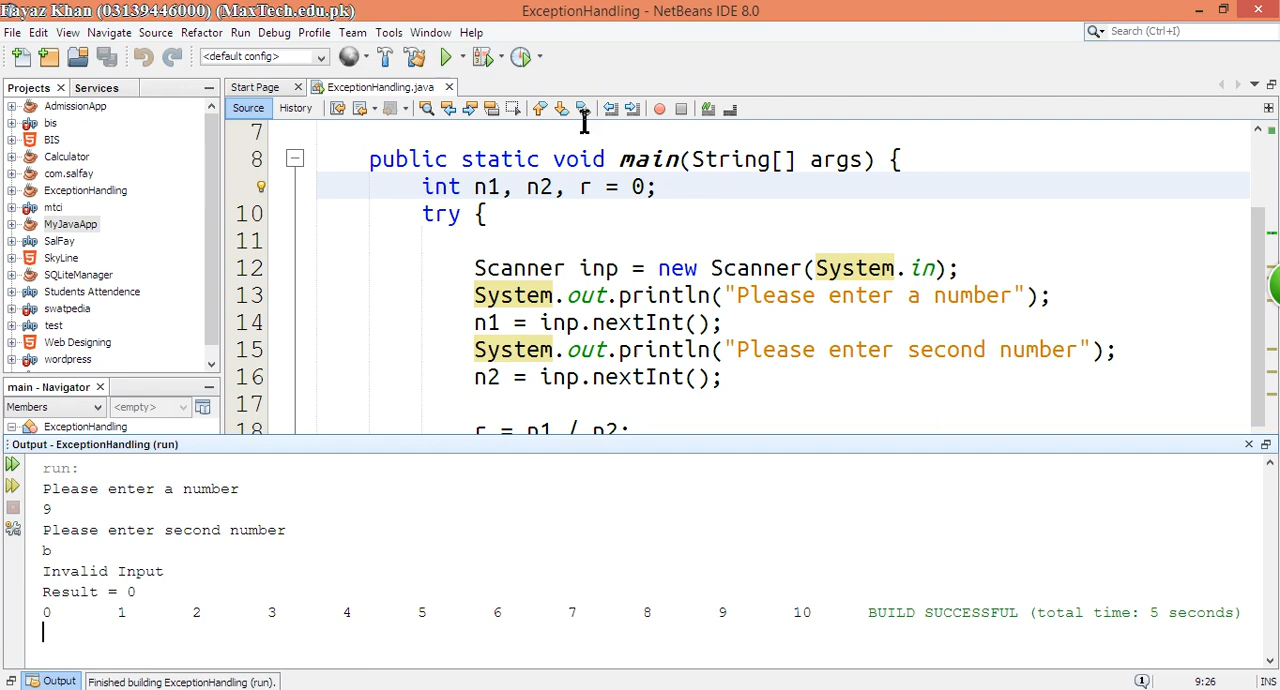 Fayaz Khan (03139446000) (MaxTech.edu.pk)
ExceptionHandling - NetBeans IDE 8.0
File Edit View Navigate Source Refactor Run Debug Profile Team Tools Window Help
Search (Ctrl+I)
<default config>
Projects Services
Start Page ExceptionHandling.java
Source History
AdmissionApp
bis
BIS
Calculator
com.salfay
ExceptionHandling
mtci
MyJavaApp
SalFay
SkyLine
SQLiteManager
Students Attendence
swatpedia
test
Web Designing
wordpress
main - Navigator
Members <empty>
ExceptionHandling
7
8 public static void main(String[] args) {
int n1, n2, r = 0;
10 try {
11
12 Scanner inp = new Scanner(System.in);
13 System.out.println("Please enter a number");
14 n1 = inp.nextInt();
15 System.out.println("Please enter second number");
16 n2 = inp.nextInt();
17
18 r = n1 / n2;
Output - ExceptionHandling (run)
run:
Please enter a number
9
Please enter second number
b
Invalid Input
Result = 0
0 1 2 3 4 5 6 7 8 9 10 BUILD SUCCESSFUL (total time: 5 seconds)
Output Finished building ExceptionHandling (run). 1 9:26 INS